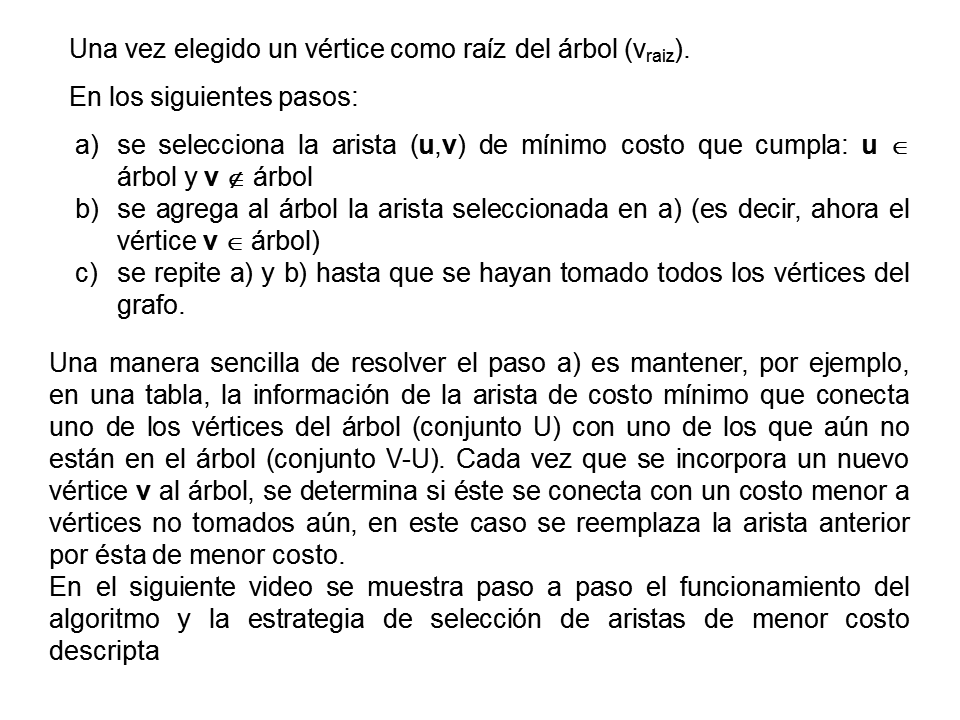 Una vez elegido un vértice como raíz del árbol (v_raiz).
En los siguientes pasos:
a) se selecciona la arista (u,v) de mínimo costo que cumpla: u ∈
árbol y v ∉ árbol
b) se agrega al árbol la arista seleccionada en a) (es decir, ahora el
vértice v ∈ árbol)
c) se repite a) y b) hasta que se hayan tomado todos los vértices del
grafo.
Una manera sencilla de resolver el paso a) es mantener, por ejemplo,
en una tabla, la información de la arista de costo mínimo que conecta
uno de los vértices del árbol (conjunto U) con uno de los que aún no
están en el árbol (conjunto V-U). Cada vez que se incorpora un nuevo
vértice v al árbol, se determina si éste se conecta con un costo menor a
vértices no tomados aún, en este caso se reemplaza la arista anterior
por ésta de menor costo.
En el siguiente video se muestra paso a paso el funcionamiento del
algoritmo y la estrategia de selección de aristas de menor costo
descripta